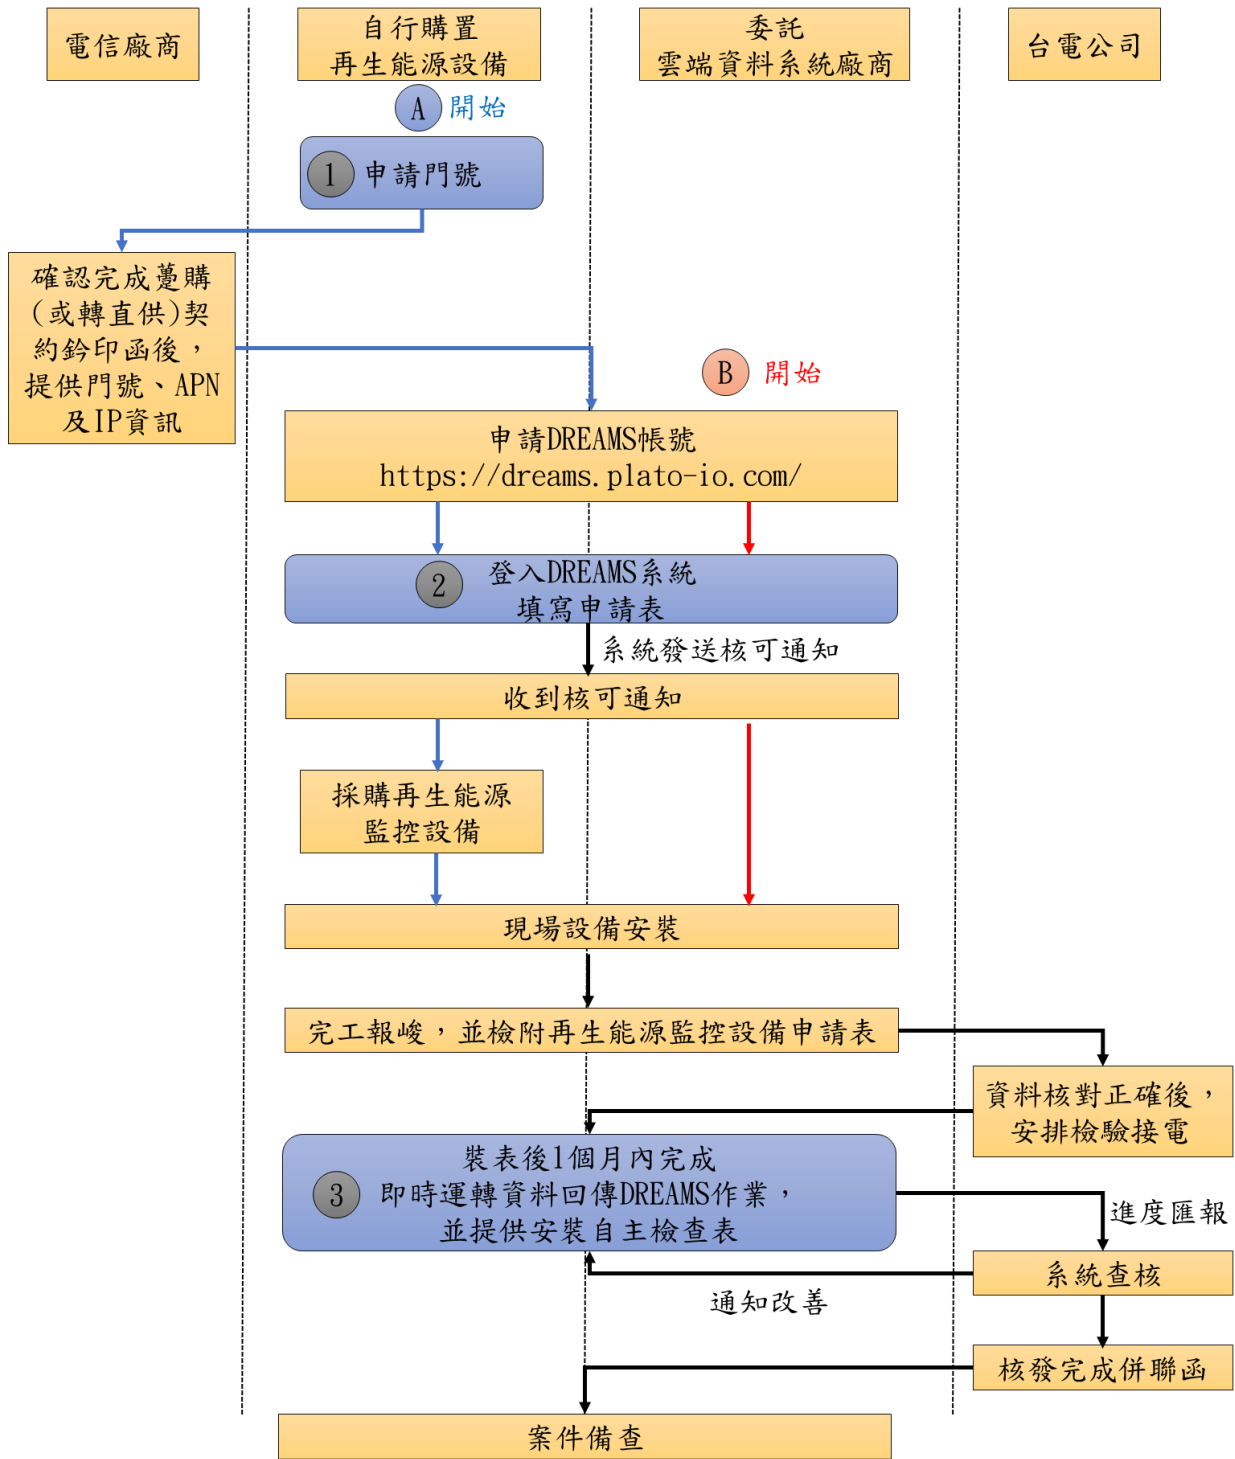 電信廠商
自行購置
再生能源設備
委託
雲端資料系統廠商
台電公司
A 開始
1 申請門號
確認完成躉購
(或轉直供)契
約鈐印函後，
提供門號、APN
及IP資訊
B 開始
申請DREAMS帳號
https://dreams.plato-io.com/
2 登入DREAMS系統
填寫申請表
系統發送核可通知
收到核可通知
採購再生能源
監控設備
現場設備安裝
完工報峻，並檢附再生能源監控設備申請表
資料核對正確後，
安排檢驗接電
裝表後1個月內完成
3 即時運轉資料回傳DREAMS作業，
並提供安裝自主檢查表
進度匯報
系統查核
通知改善
核發完成併聯函
案件備查